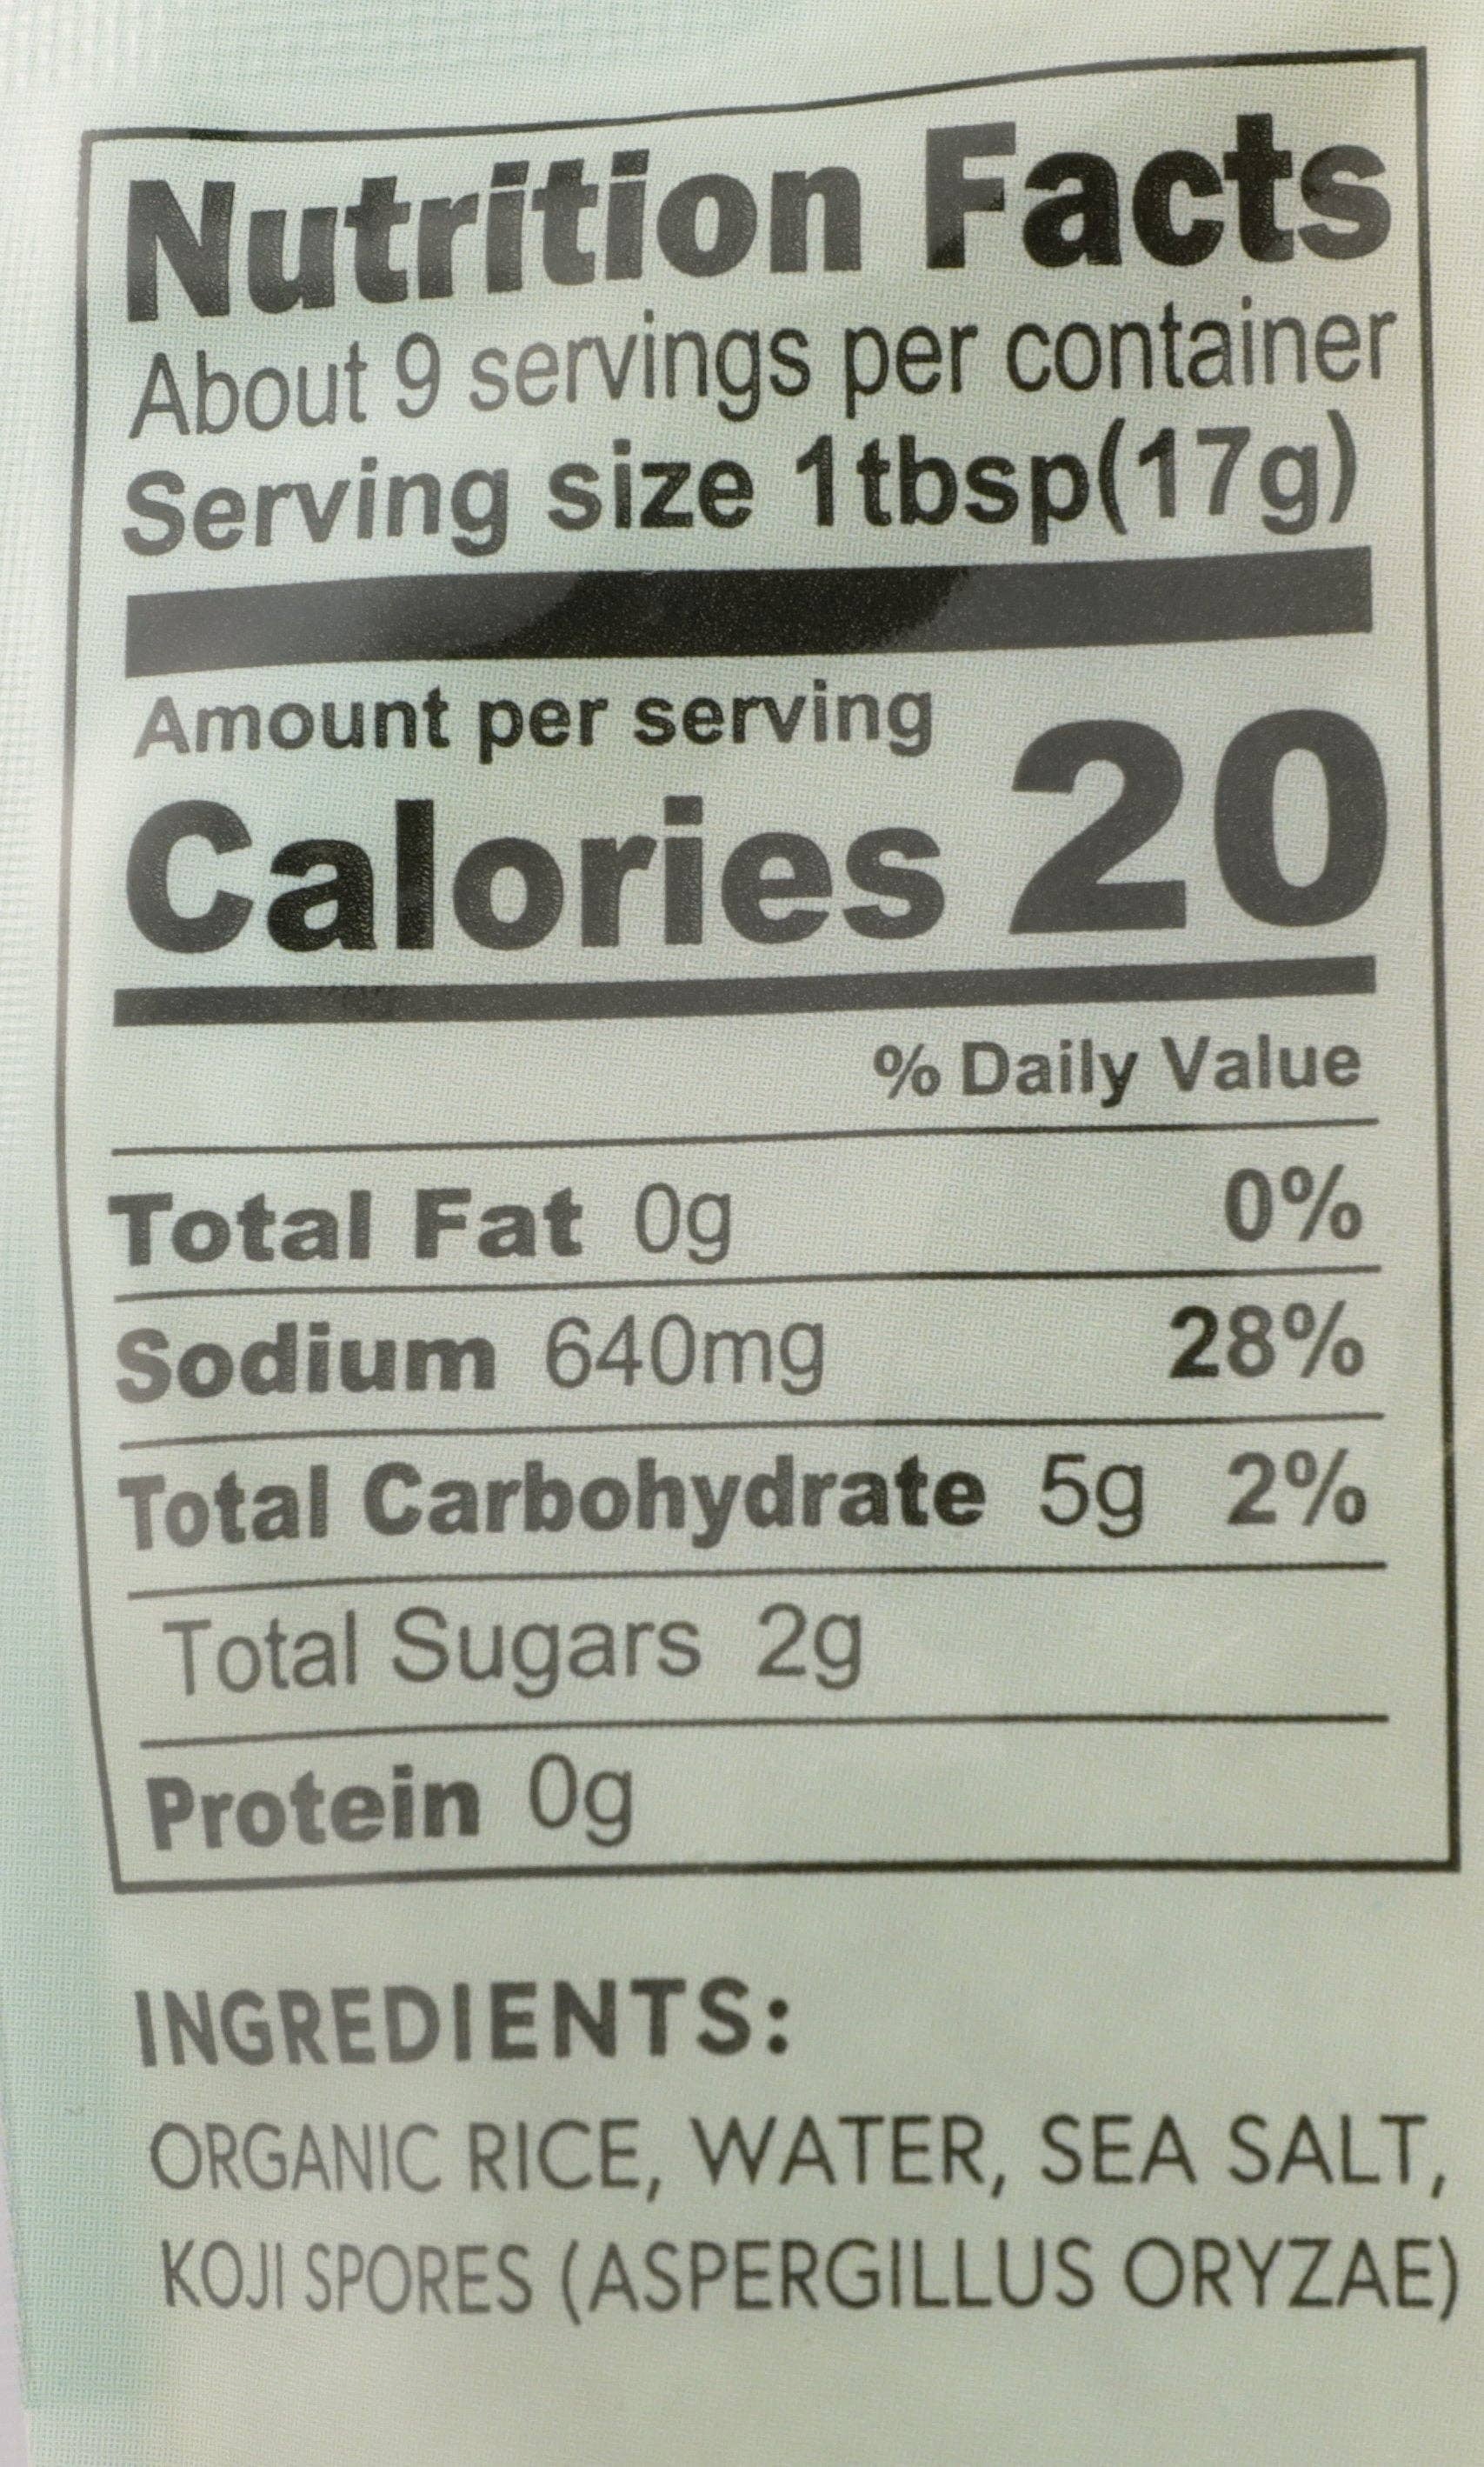 Nutrition Facts
About 9 servings per container
Serving size 1tbsp(17g)
Amount per serving
Calories 20
% Daily Value
Total Fat 0g 0%
Sodium 640mg 28%
Total Carbohydrate 5g 2%
Total Sugars 2g
Protein 0g
INGREDIENTS:
ORGANIC RICE, WATER, SEA SALT,
KOJI SPORES (ASPERGILLUS ORYZAE)